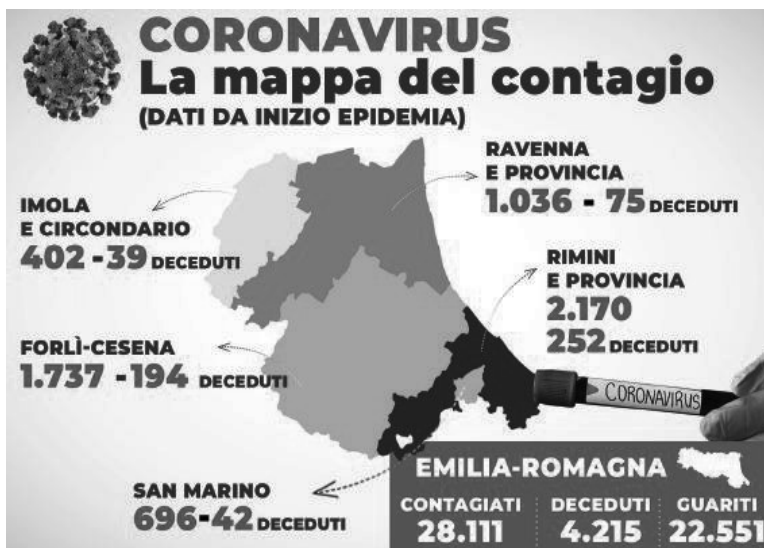 CORONAVIRUS
La mappa del contagio
(DATI DA INIZIO EPIDEMIA)
RAVENNA
E PROVINCIA
1.036 - 75 DECEDUTI
IMOLA
E CIRCONDARIO
402 -39 DECEDUTI
RIMINI
E PROVINCIA
2.170
252 DECEDUTI
FORLÌ-CESENA
1.737 -194 DECEDUTI
CORONAVIRUS
SAN MARINO
696-42 DECEDUTI
EMILIA-ROMAGNA
CONTAGIATI DECEDUTI GUARITI
28.111 4.215 22.551